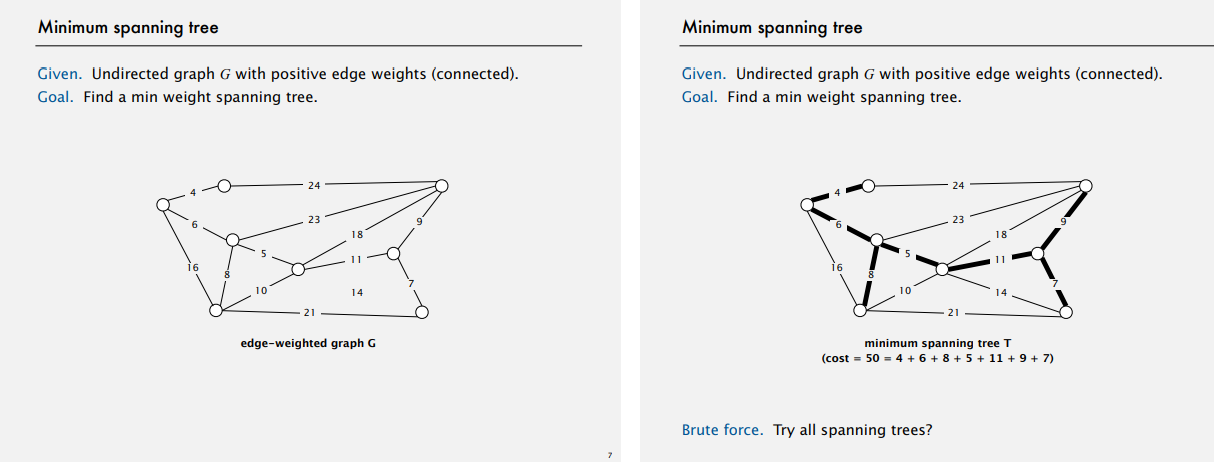 Minimum spanning tree
Given. Undirected graph G with positive edge weights (connected).
Goal. Find a min weight spanning tree.
4
24
6
23
9
5
18
16
8
11
10
14
7
21
edge-weighted graph G
7
Minimum spanning tree
Given. Undirected graph G with positive edge weights (connected).
Goal. Find a min weight spanning tree.
4
24
6
23
9
5
18
16
8
11
10
14
7
21
minimum spanning tree T
(cost = 50 = 4 + 6 + 8 + 5 + 11 + 9 + 7)
Brute force. Try all spanning trees?